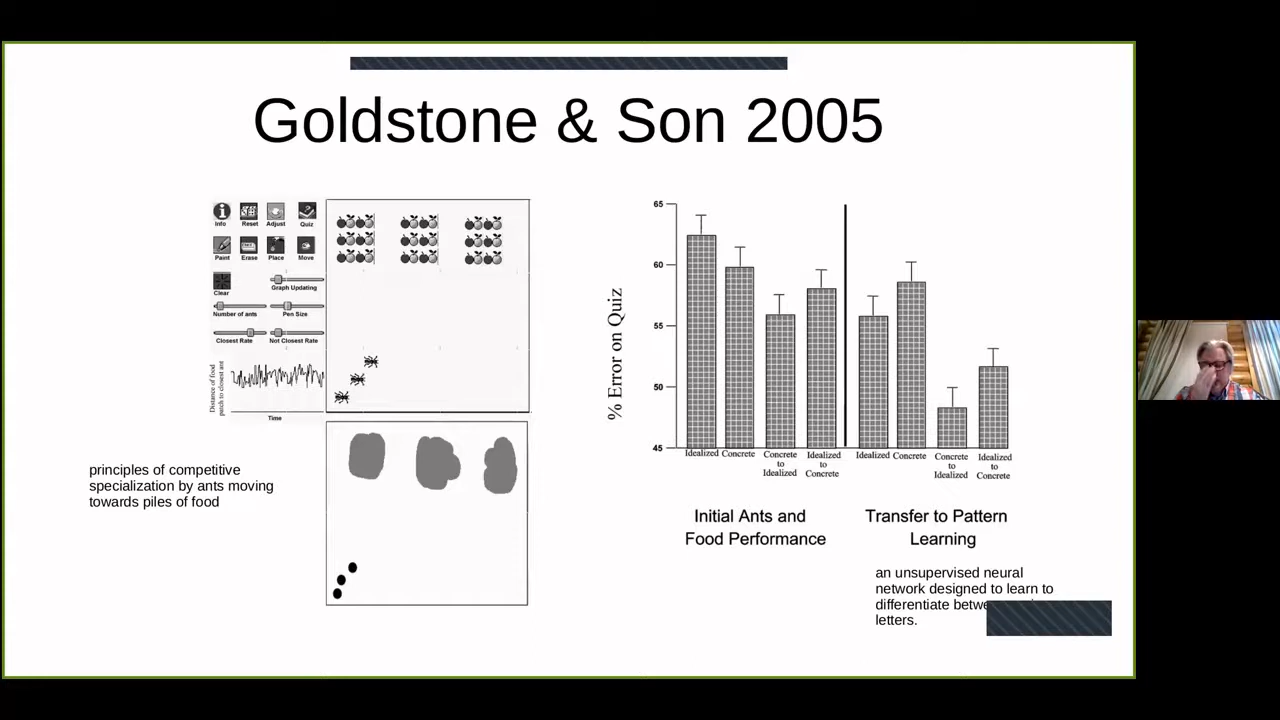 Goldstone & Son 2005
Info Reset Adjust Quiz
Paint Erase Place Move
Clear
Graph Updating
Number of ants Pen Size
Closest Rate Not Closest Rate
Distance of food
patch to closest ant
Time
principles of competitive
specialization by ants moving
towards piles of food
% Error on Quiz
65
60
55
50
45
Idealized Concrete Concrete to Idealized Idealized to Concrete
Idealized Concrete Concrete to Idealized Idealized to Concrete
Initial Ants and
Food Performance
Transfer to Pattern
Learning
an unsupervised neural
network designed to learn to
differentiate
letters.